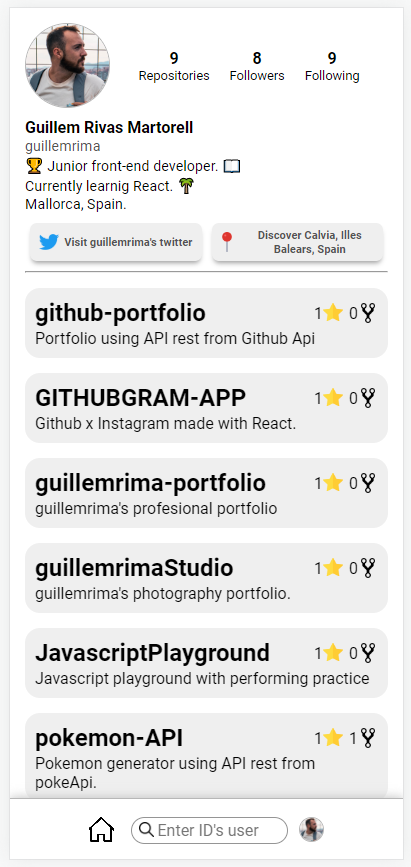 9 8 9
Repositories Followers Following
Guillem Rivas Martorell
guillemrima
🏆 Junior front-end developer. 📖
Currently learnig React. 🌴
Mallorca, Spain.
Visit guillemrima's twitter
Discover Calvia, Illes
Balears, Spain
github-portfolio 1⭐ 0
Portfolio using API rest from Github Api
GITHUBGRAM-APP 1⭐ 0
Github x Instagram made with React.
guillemrima-portfolio 1⭐ 0
guillemrima's profesional portfolio
guillemrimaStudio 1⭐ 0
guillemrima's photography portfolio.
JavascriptPlayground 1⭐ 0
Javascript playground with performing practice
pokemon-API 1⭐ 1
Pokemon generator using API rest from
pokeApi.
Enter ID's user